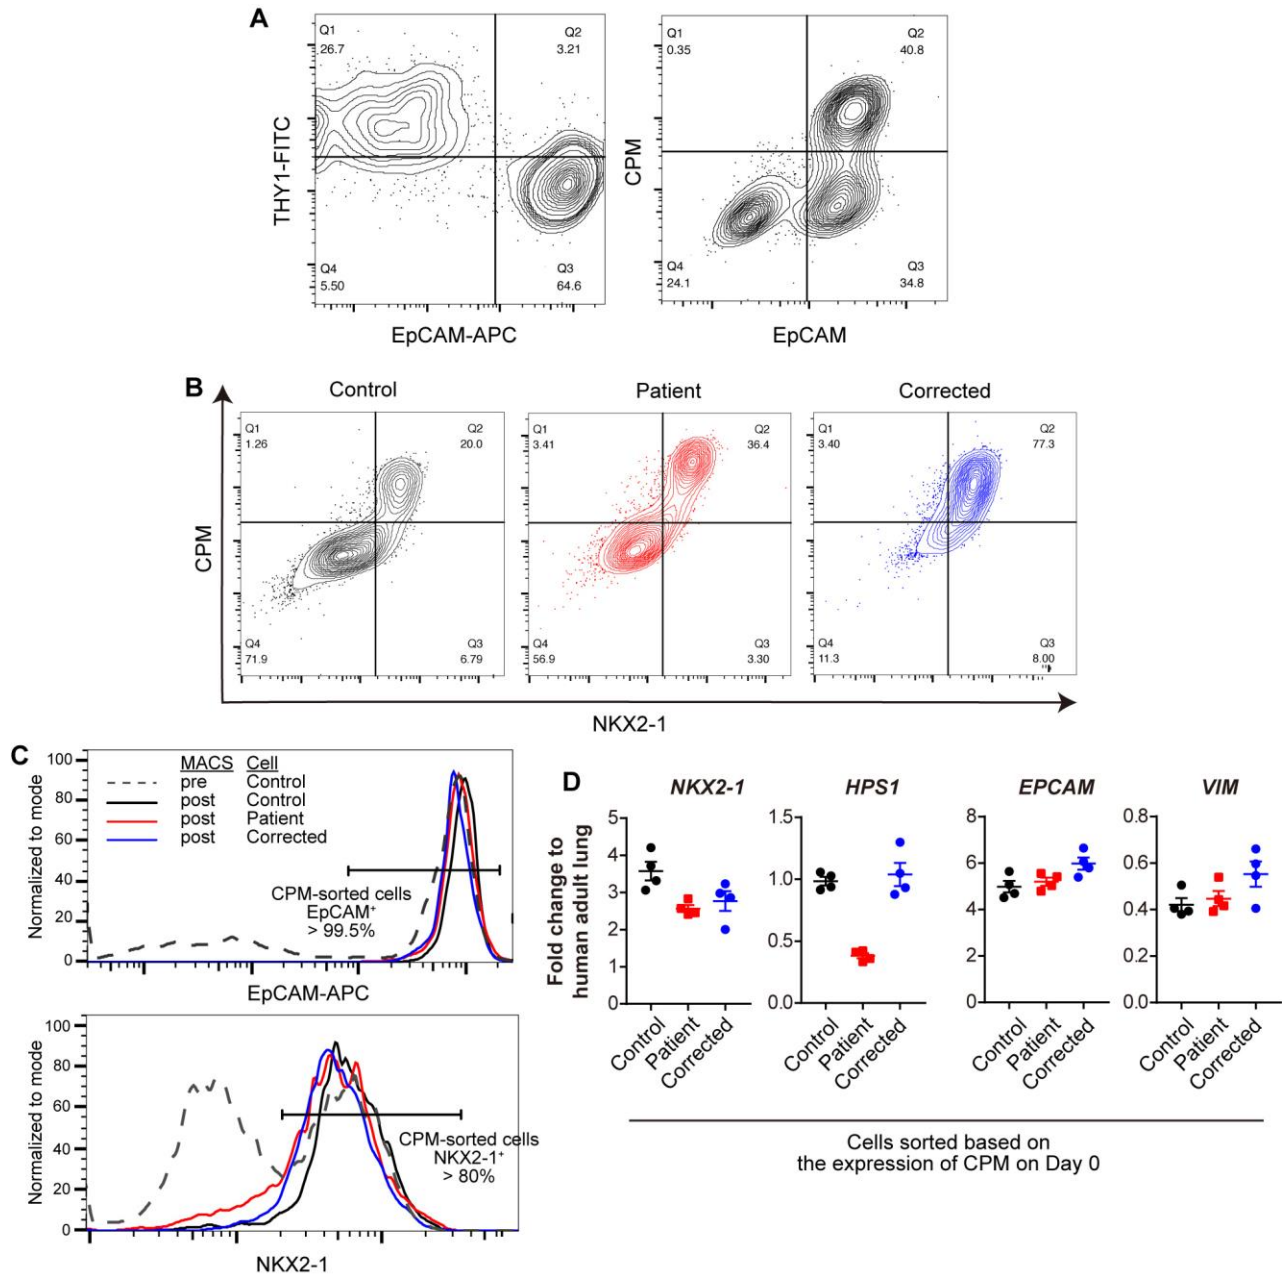 A
Q1
26.7
Q2
3.21
Q4
5.50
Q3
64.6
THY1-FITC
EpCAM-APC
Q1
0.35
Q2
40.8
Q4
24.1
Q3
34.8
CPM
EpCAM
B
Control
Patient
Corrected
Q1
1.26
Q2
20.0
Q4
71.9
Q3
6.79
Q1
3.41
Q2
36.4
Q4
56.9
Q3
3.30
Q1
3.40
Q2
77.3
Q4
11.3
Q3
8.00
CPM
NKX2-1
C
Normalized to mode
100
80
60
40
20
0
MACS Cell
pre Control
post Control
post Patient
post Corrected
CPM-sorted cells
EpCAM+
> 99.5%
EpCAM-APC
Normalized to mode
100
80
60
40
20
0
CPM-sorted cells
NKX2-1+
> 80%
NKX2-1
D
Fold change to
human adult lung
NKX2-1
5
4
3
2
1
0
Control
Patient
Corrected
HPS1
1.5
1.0
0.5
0.0
Control
Patient
Corrected
EPCAM
8
6
4
2
0
Control
Patient
Corrected
VIM
0.8
0.6
0.4
0.2
0.0
Control
Patient
Corrected
Cells sorted based on
the expression of CPM on Day 0